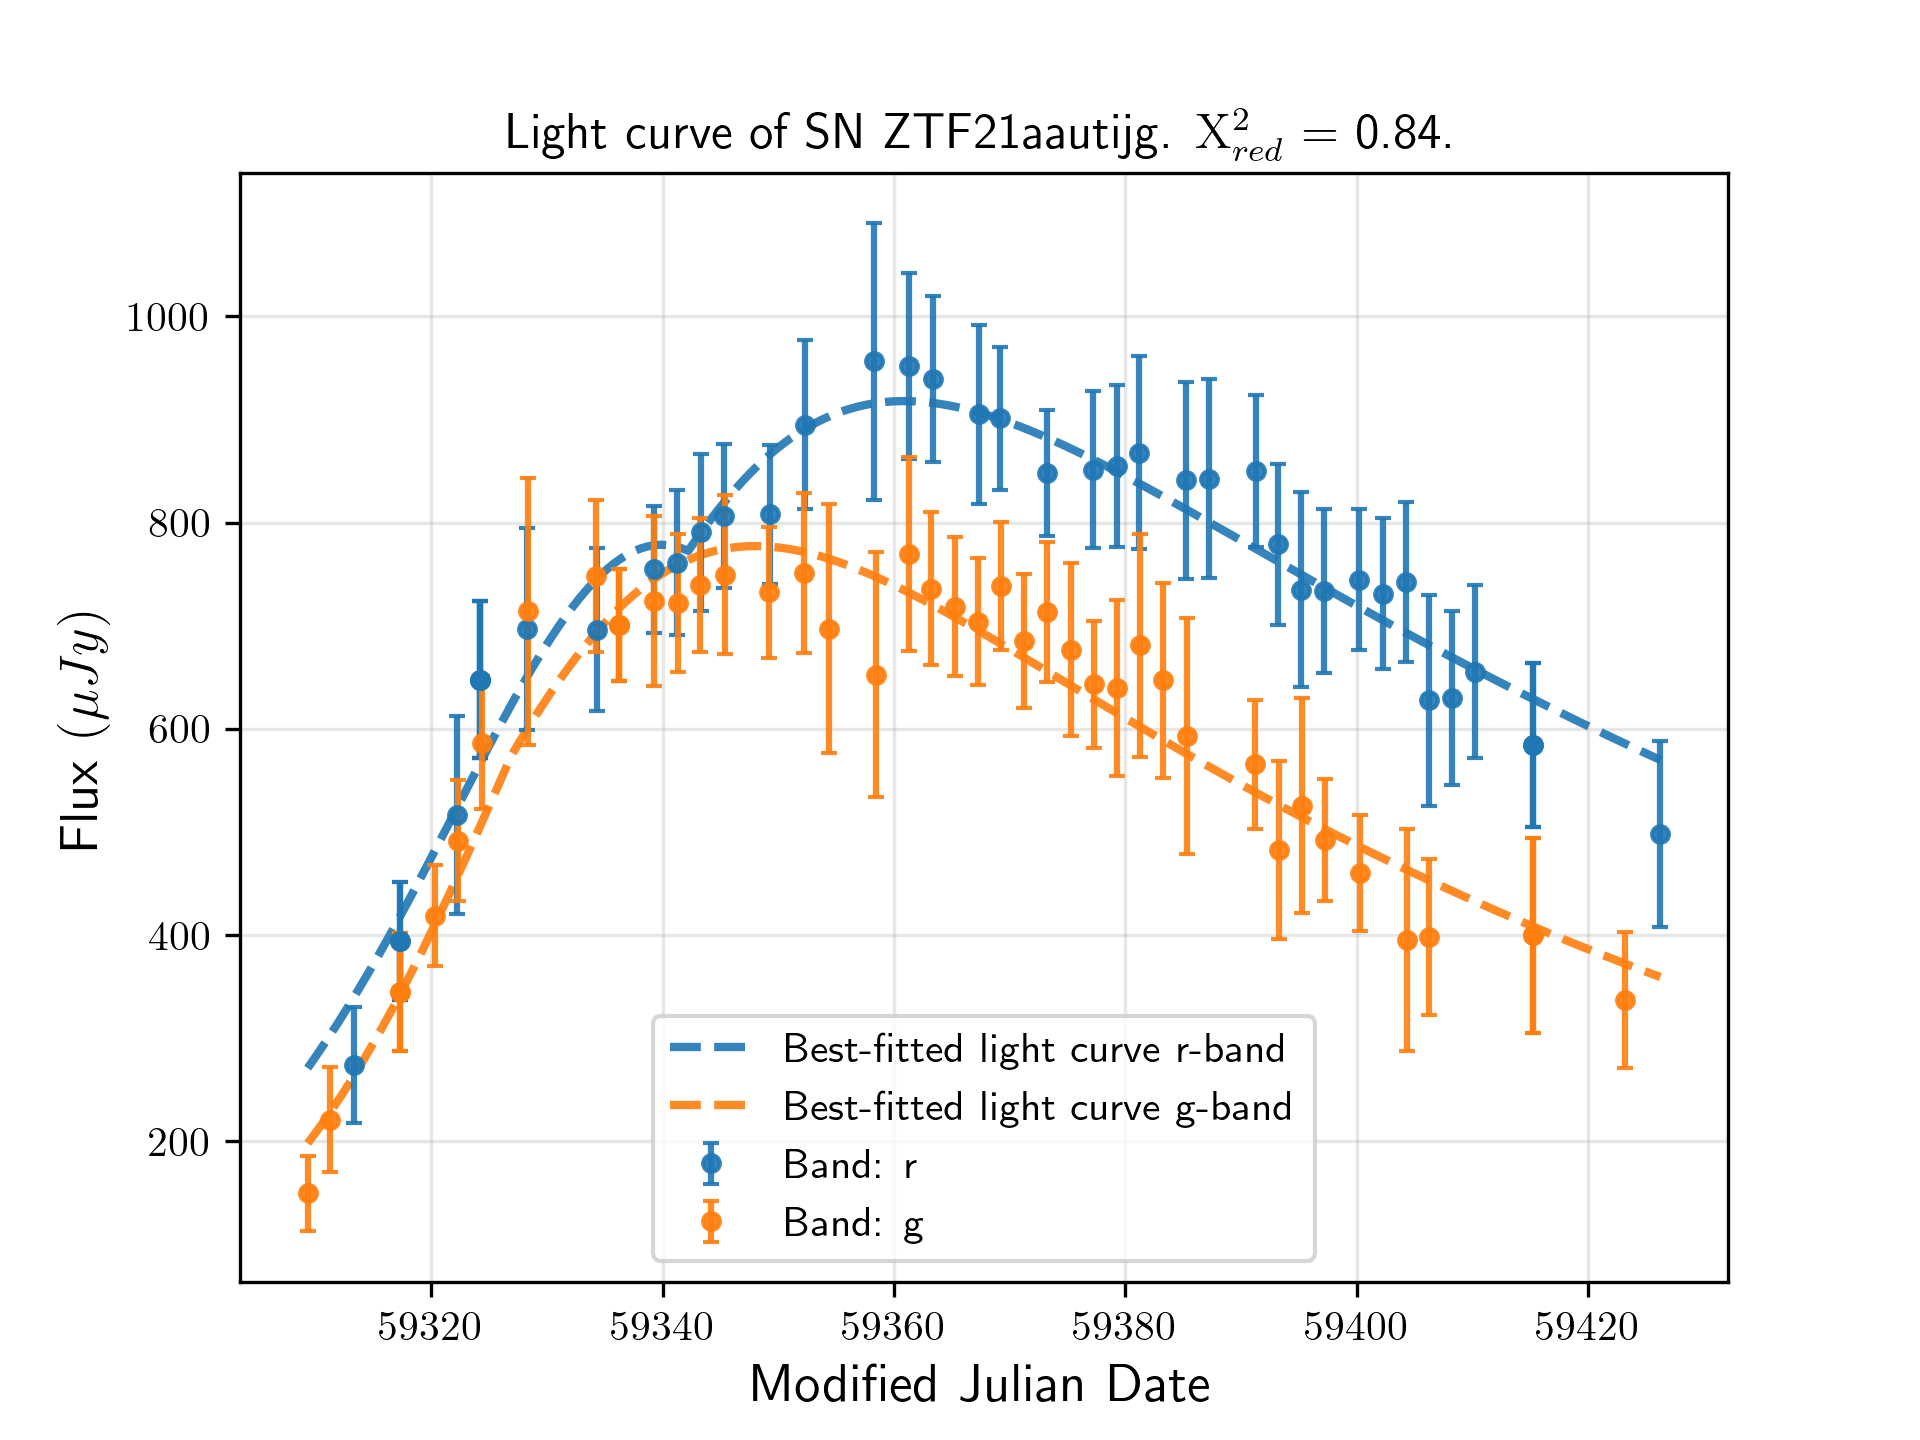 Light curve of SN ZTF21aautijg. X²red = 0.84.
1000
800
600
400
200
Flux (μJy)
59320 59340 59360 59380 59400 59420
Modified Julian Date
Best-fitted light curve r-band
Best-fitted light curve g-band
Band: r
Band: g